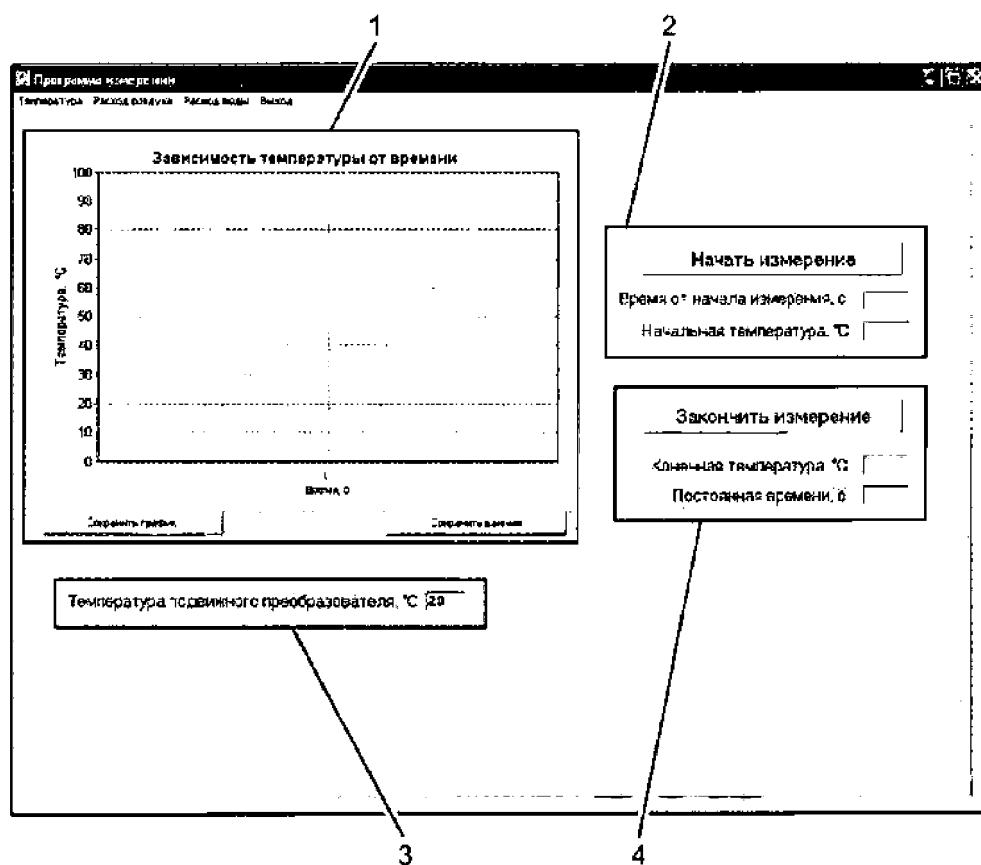 1
2
Программа измерений
Температура Расход воздуха Расход воды Выход
Зависимость температуры от времени
100
90
80
70
60
50
40
30
20
10
0
Температура, °C
1
Время, с
Сохранить график
Сохранить данные
Начать измерение
Время от начала измерения, с
Начальная температура, °C
Закончить измерение
Конечная температура, °C
Постоянная времени, с
Температура подвижного преобразователя, °C 20
3
4